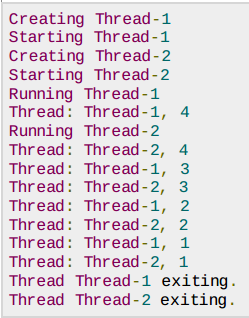 Creating Thread-1
Starting Thread-1
Creating Thread-2
Starting Thread-2
Running Thread-1
Thread: Thread-1, 4
Running Thread-2
Thread: Thread-2, 4
Thread: Thread-1, 3
Thread: Thread-2, 3
Thread: Thread-1, 2
Thread: Thread-2, 2
Thread: Thread-1, 1
Thread: Thread-2, 1
Thread Thread-1 exiting.
Thread Thread-2 exiting.